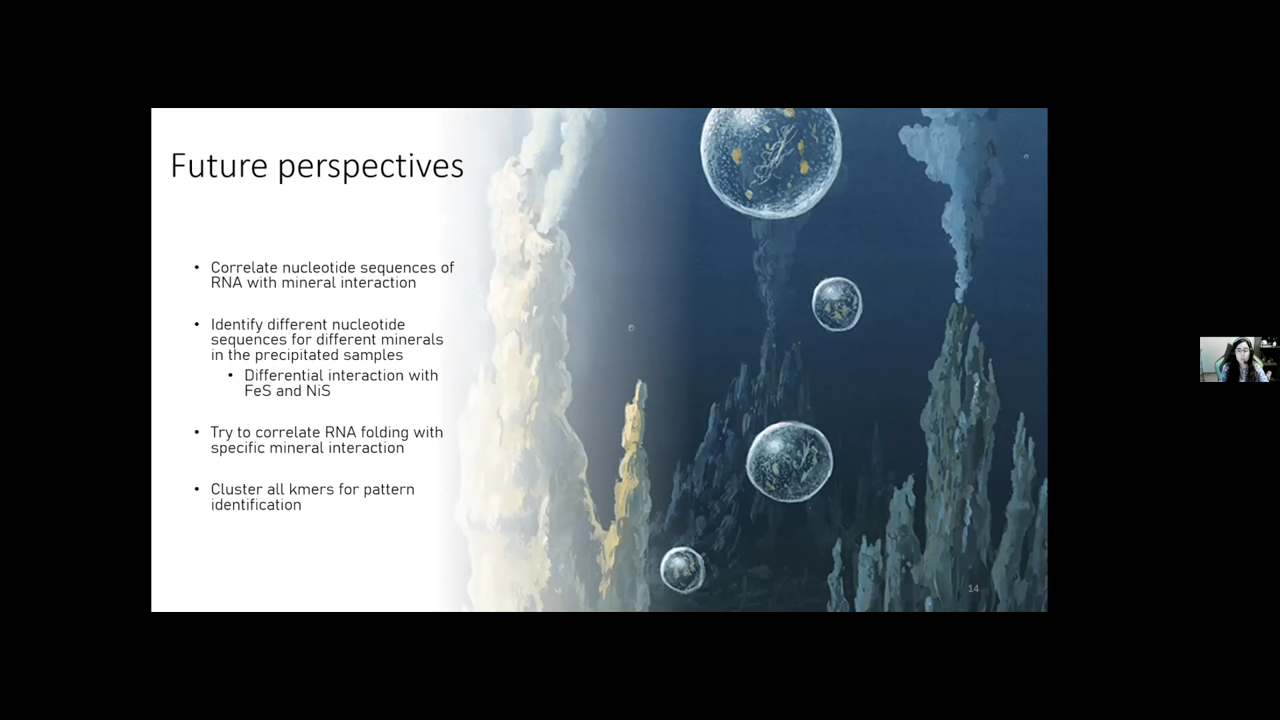 Future perspectives
• Correlate nucleotide sequences of
RNA with mineral interaction
• Identify different nucleotide
sequences for different minerals
in the precipitated samples
• Differential interaction with
FeS and NiS
• Try to correlate RNA folding with
specific mineral interaction
• Cluster all kmers for pattern
identification
14